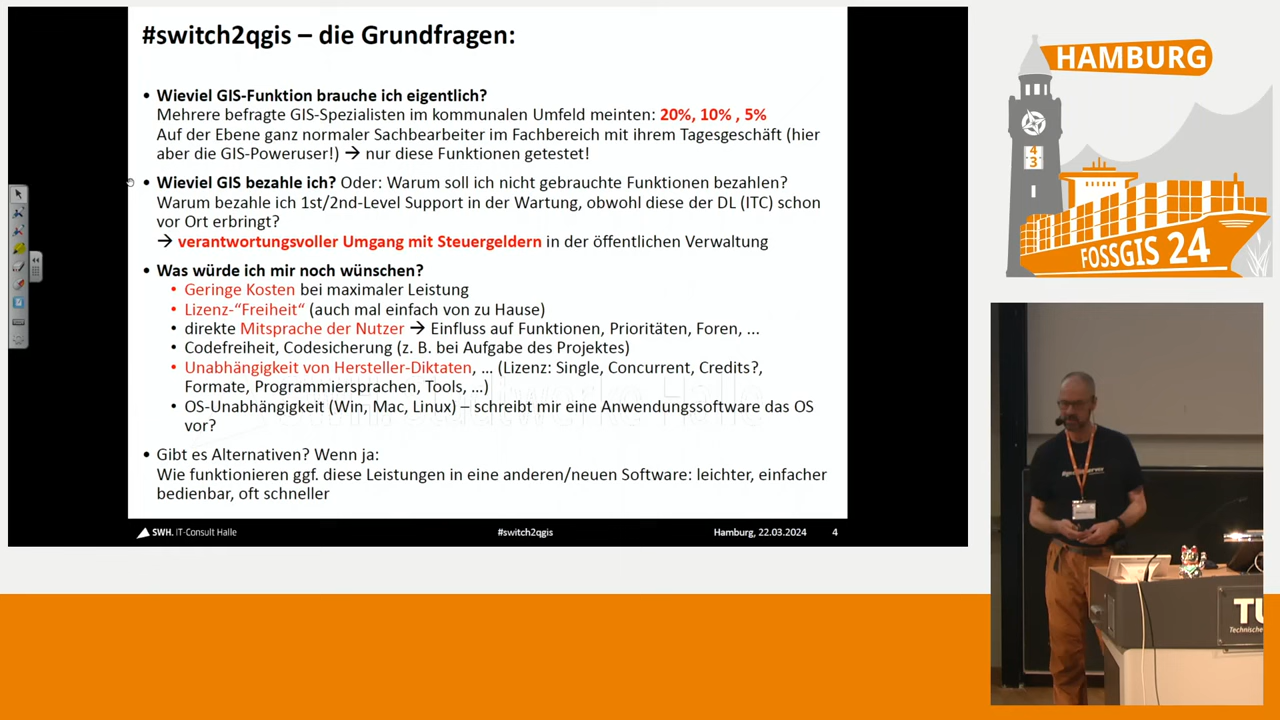 #switch2qgis – die Grundfragen:
• Wieviel GIS-Funktion brauche ich eigentlich?
Mehrere befragte GIS-Spezialisten im kommunalen Umfeld meinten: 20%, 10% , 5%
Auf der Ebene ganz normaler Sachbearbeiter im Fachbereich mit ihrem Tagesgeschäft (hier
aber die GIS-Poweruser!) → nur diese Funktionen getestet!
• Wieviel GIS bezahle ich? Oder: Warum soll ich nicht gebrauchte Funktionen bezahlen?
Warum bezahle ich 1st/2nd-Level Support in der Wartung, obwohl diese der DL (ITC) schon
vor Ort erbringt?
→ verantwortungsvoller Umgang mit Steuergeldern in der öffentlichen Verwaltung
• Was würde ich mir noch wünschen?
• Geringe Kosten bei maximaler Leistung
• Lizenz-“Freiheit“ (auch mal einfach von zu Hause)
• direkte Mitsprache der Nutzer → Einfluss auf Funktionen, Prioritäten, Foren, ...
• Codefreiheit, Codesicherung (z. B. bei Aufgabe des Projektes)
• Unabhängigkeit von Hersteller-Diktaten, ... (Lizenz: Single, Concurrent, Credits?,
Formate, Programmiersprachen, Tools, ...)
• OS-Unabhängigkeit (Win, Mac, Linux) – schreibt mir eine Anwendungssoftware das OS
vor?
• Gibt es Alternativen? Wenn ja:
Wie funktionieren ggf. diese Leistungen in eine anderen/neuen Software: leichter, einfacher
bedienbar, oft schneller
SWH. IT-Consult Halle
#switch2qgis
Hamburg, 22.03.2024
4
HAMBURG
4
3
FOSSGIS 24
TU
Technische